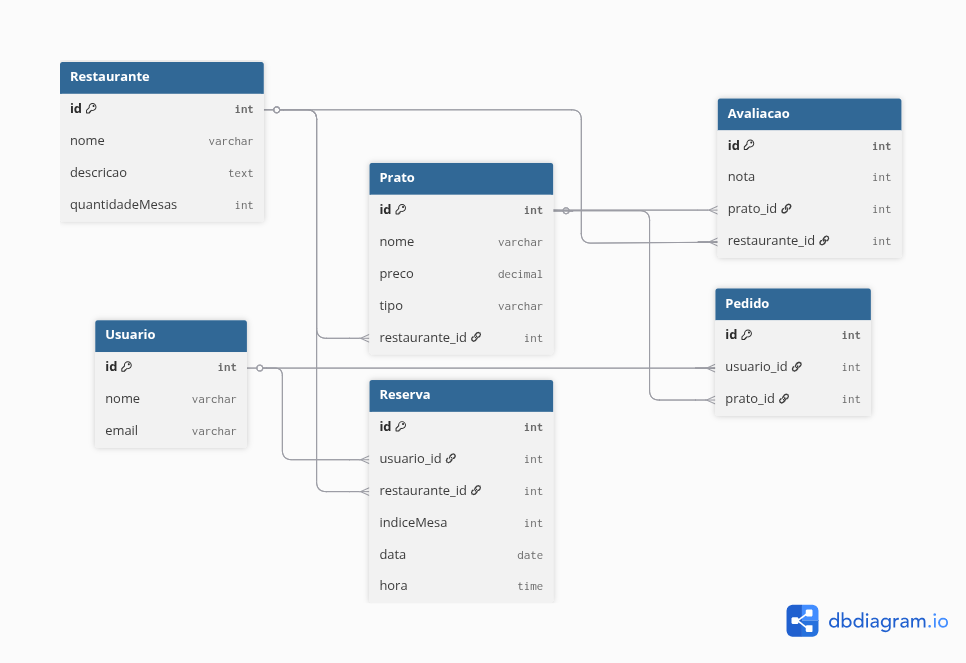 Restaurante
id int
nome varchar
descricao text
quantidadeMesas int
Usuario
id int
nome varchar
email varchar
Prato
id int
nome varchar
preco decimal
tipo varchar
restaurante_id int
Reserva
id int
usuario_id int
restaurante_id int
indiceMesa int
data date
hora time
Avaliacao
id int
nota int
prato_id int
restaurante_id int
Pedido
id int
usuario_id int
prato_id int
dbdiagram.io